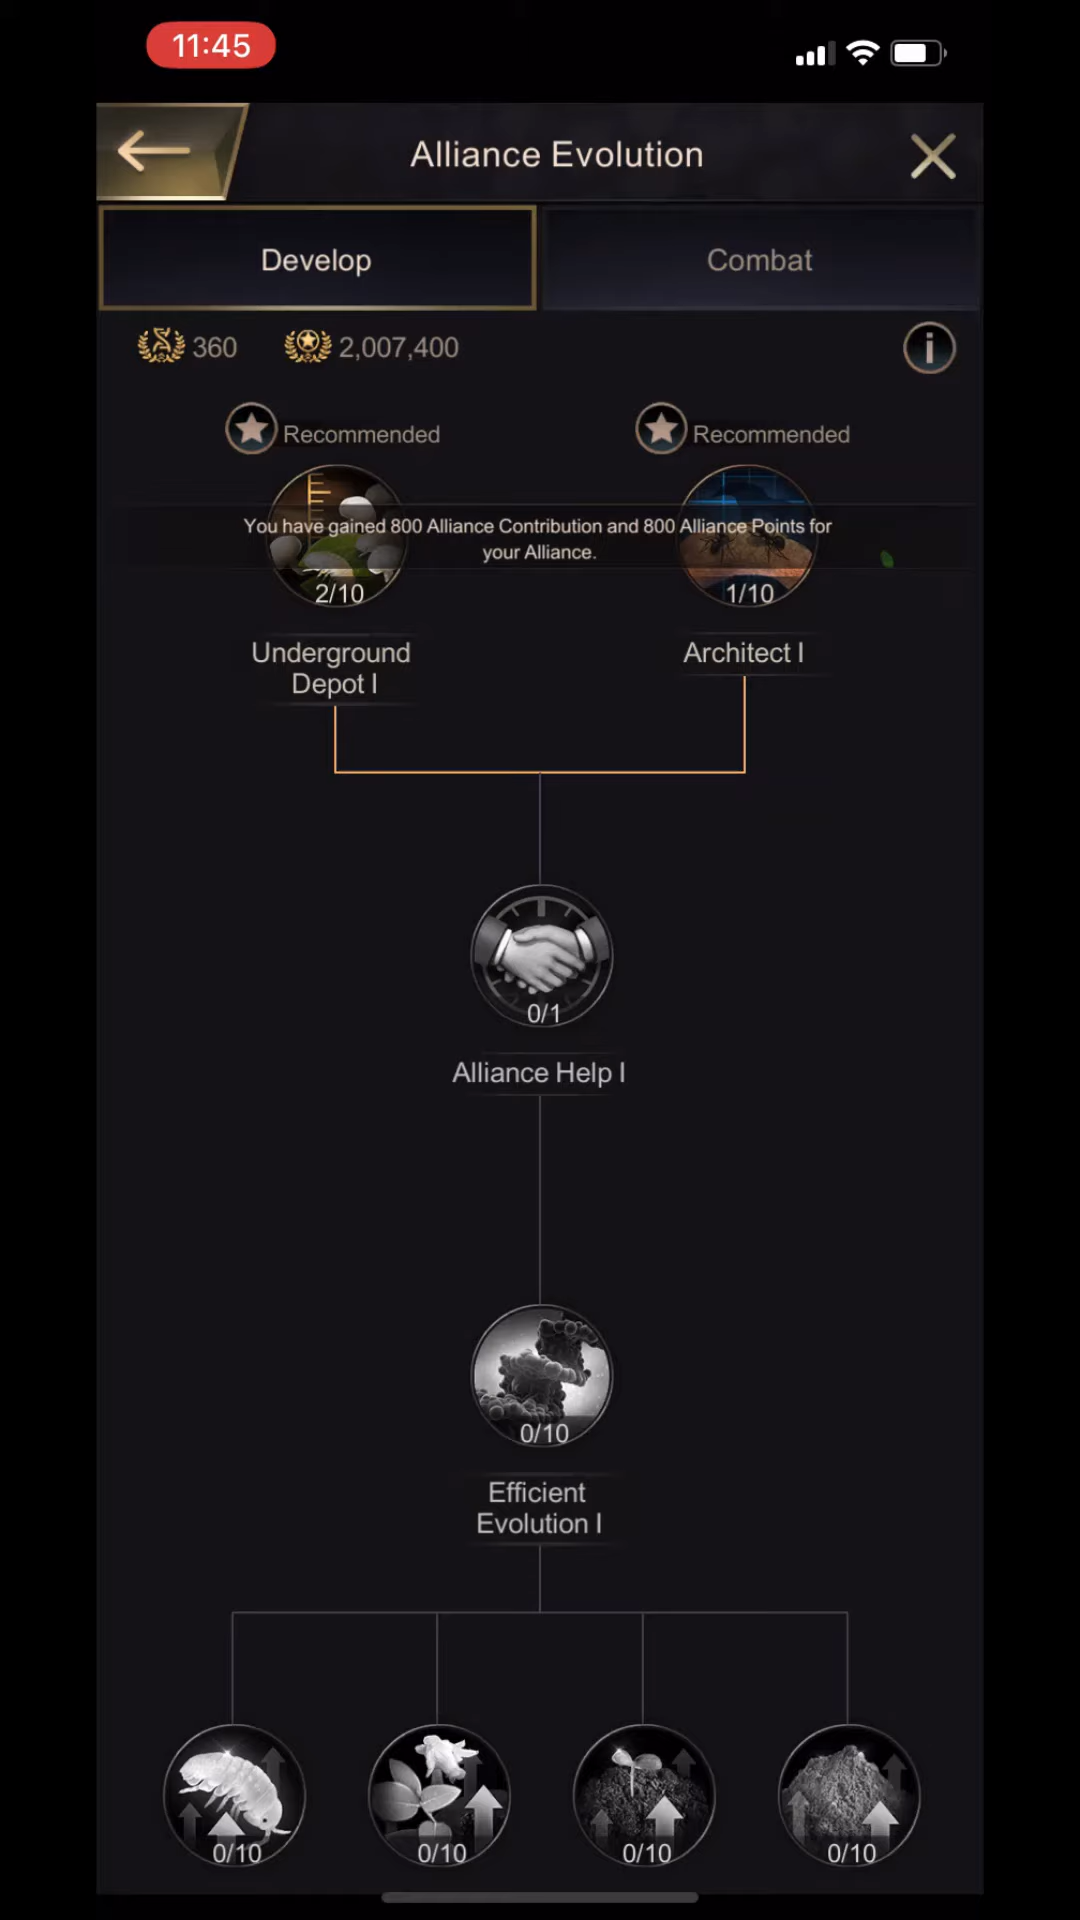 11:45
Alliance Evolution
Develop
Combat
360
2,007,400
Recommended
Recommended
You have gained 800 Alliance Contribution and 800 Alliance Points for
your Alliance.
2/10
1/10
Underground
Depot I
Architect I
0/1
Alliance Help I
0/10
Efficient
Evolution I
0/10
0/10
0/10
0/10